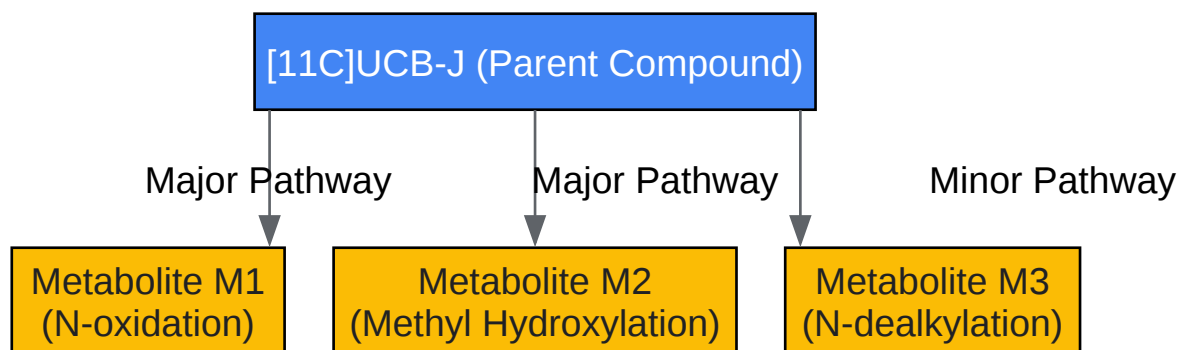 [11C]UCB-J (Parent Compound)
Major Pathway
Major Pathway
Minor Pathway
Metabolite M1
(N-oxidation)
Metabolite M2
(Methyl Hydroxylation)
Metabolite M3
(N-dealkylation)